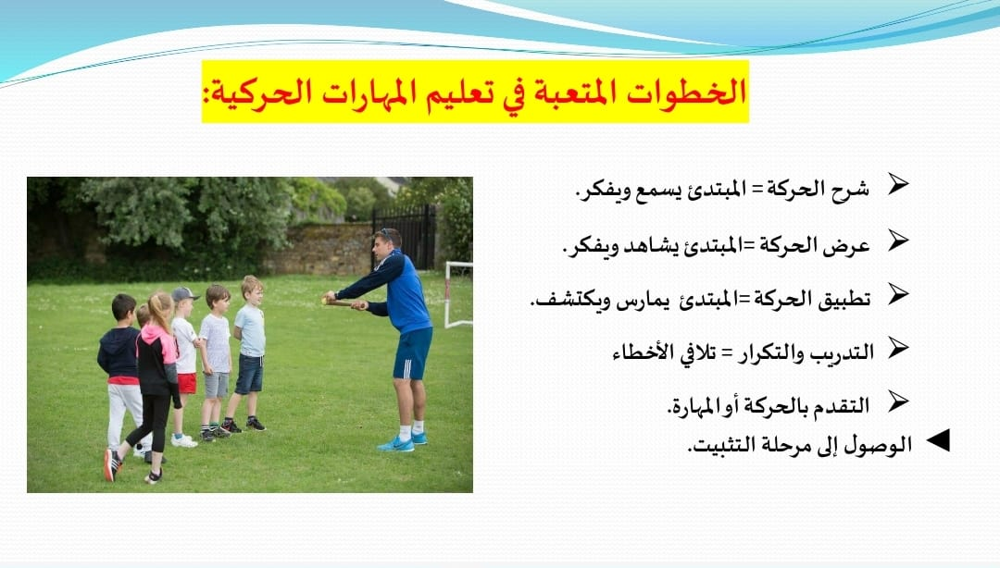 الخطوات المتعبة في تعليم المهارات الحركية:
شرح الحركة = المبتدئ يسمع ويفكر.
عرض الحركة =المبتدئ يشاهد ويفكر.
تطبيق الحركة =المبتدئ يمارس ويكتشف.
التدريب والتكرار = تلافي الأخطاء
التقدم بالحركة أو المهارة.
الوصول إلى مرحلة التثبيت.